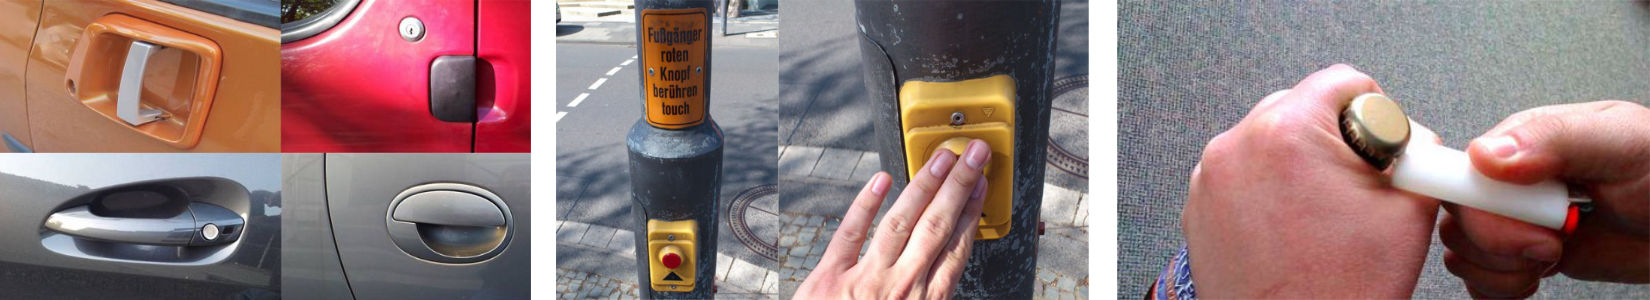 Fußgänger
roten
Knopf
berühren
touch